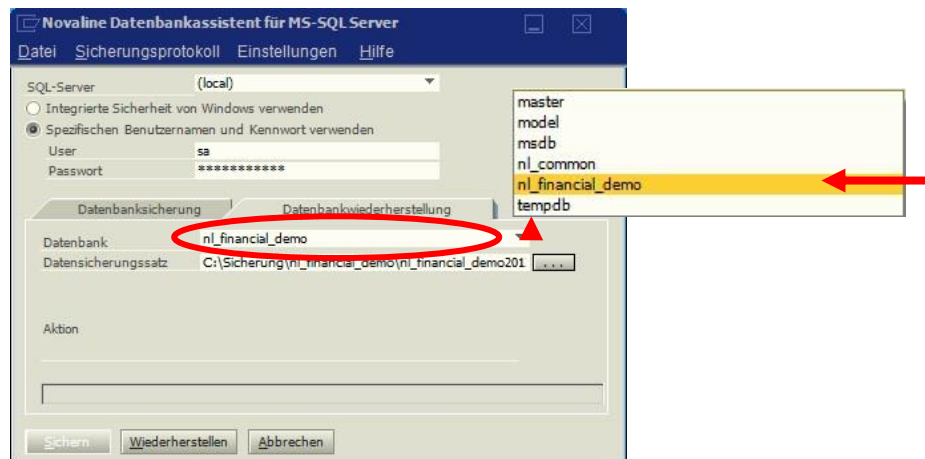 Novaline Datenbankassistent für MS-SQL Server
Datei Sicherungsprotokoll Einstellungen Hilfe
SQL-Server (local)
Integrierte Sicherheit von Windows verwenden
Spezifischen Benutzernamen und Kennwort verwenden
User sa
Passwort ***********
Datenbanksicherung Datenbankwiederherstellung
Datenbank nl_financial_demo
Datensicherungssatz C:\Sicherung\nl_financial_demo\nl_financial_demo201 ...
Aktion
Sichern Wiederherstellen Abbrechen
master
model
msdb
nl_common
nl_financial_demo
tempdb